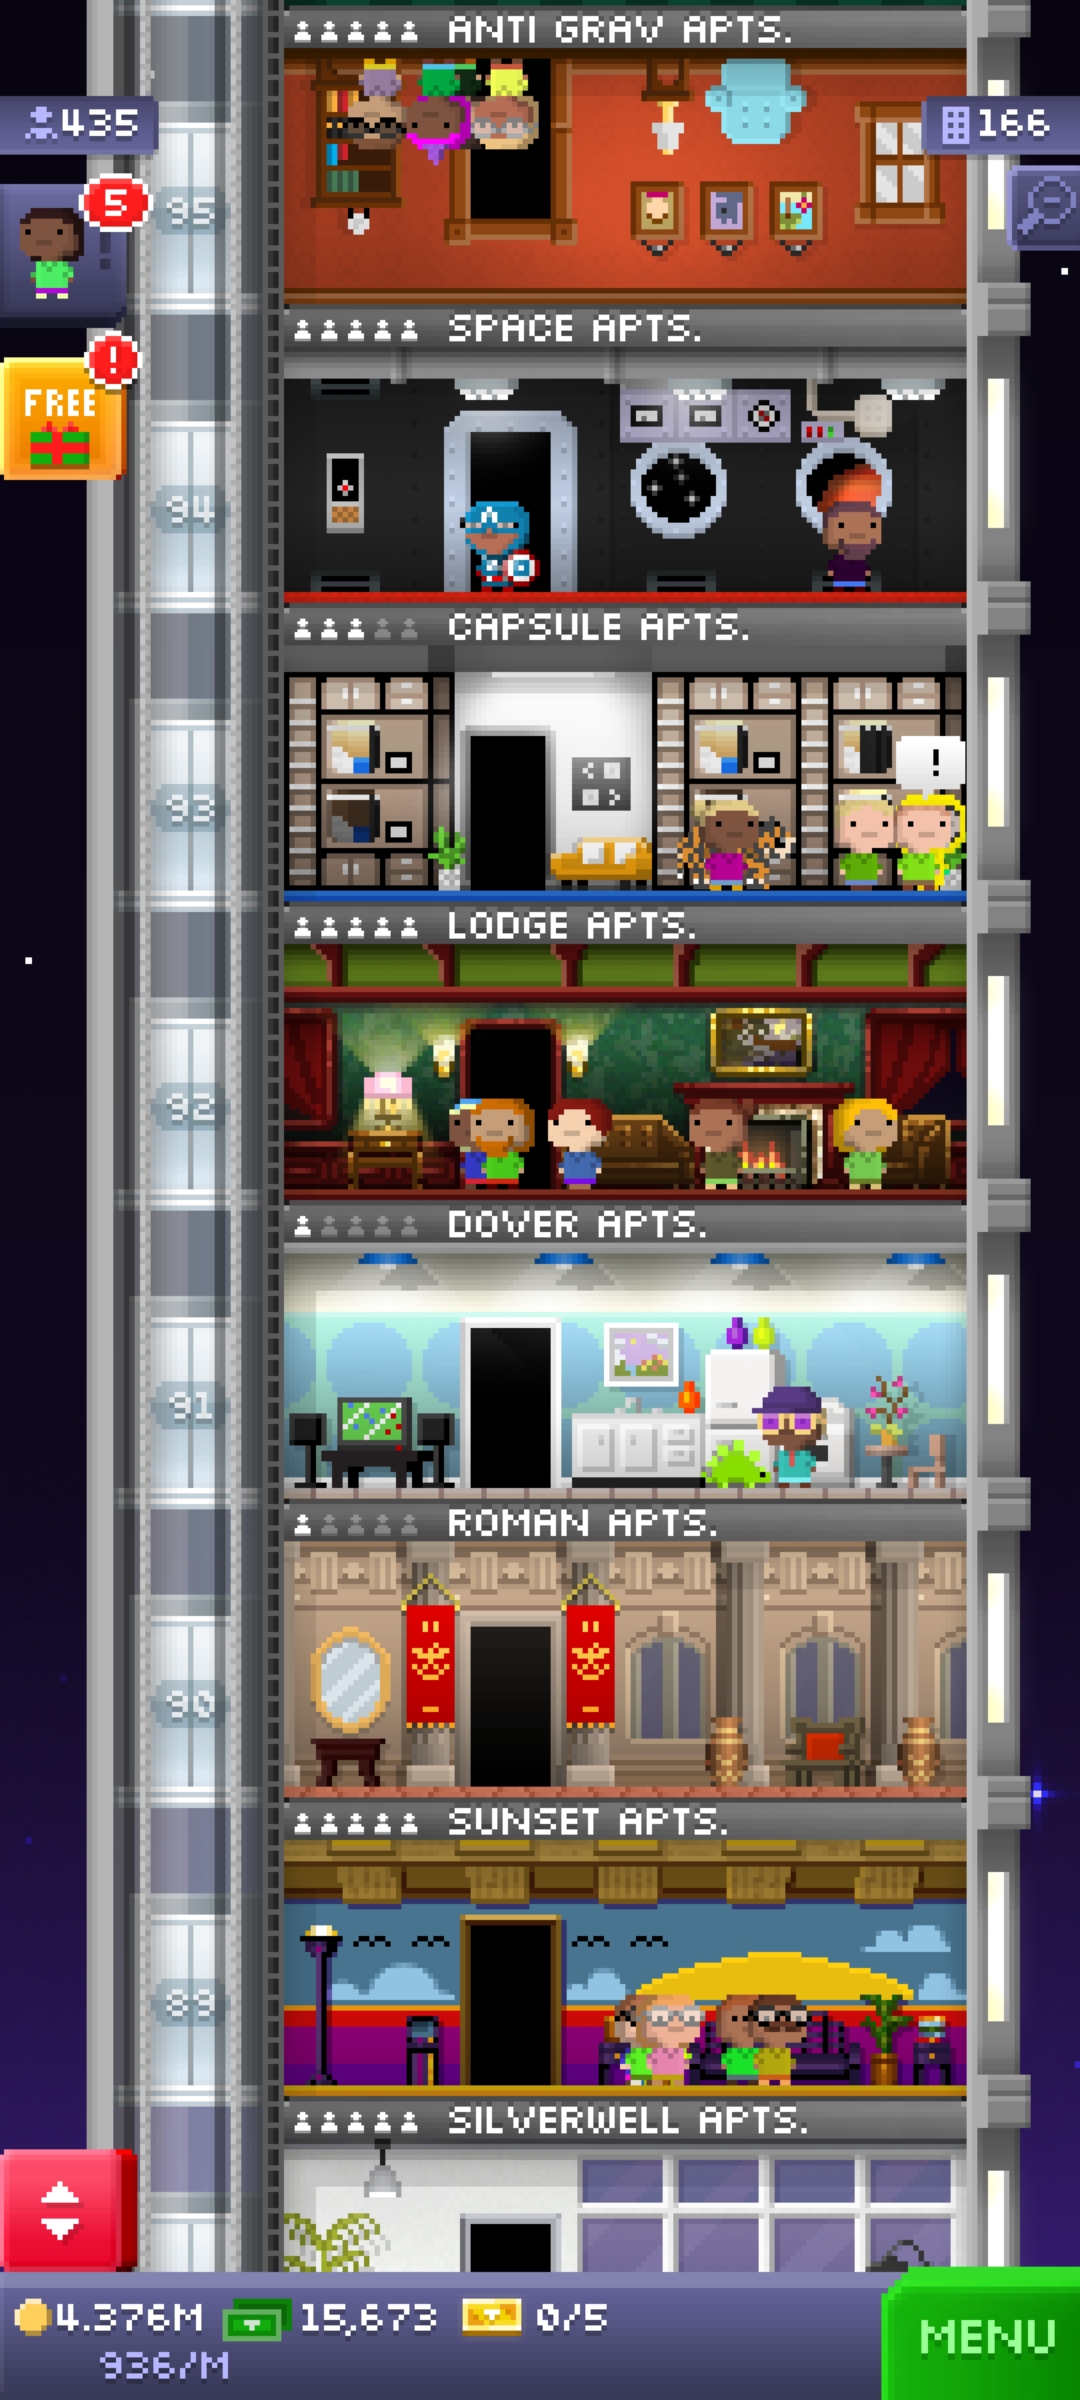 ANTI GRAV APTS.
435
166
5
95
SPACE APTS.
!
FREE
94
CAPSULE APTS.
!
93
LODGE APTS.
92
DOVER APTS.
91
ROMAN APTS.
90
SUNSET APTS.
89
SILVERWELL APTS.
4.376M 15,673 0/5
936/M
MENU